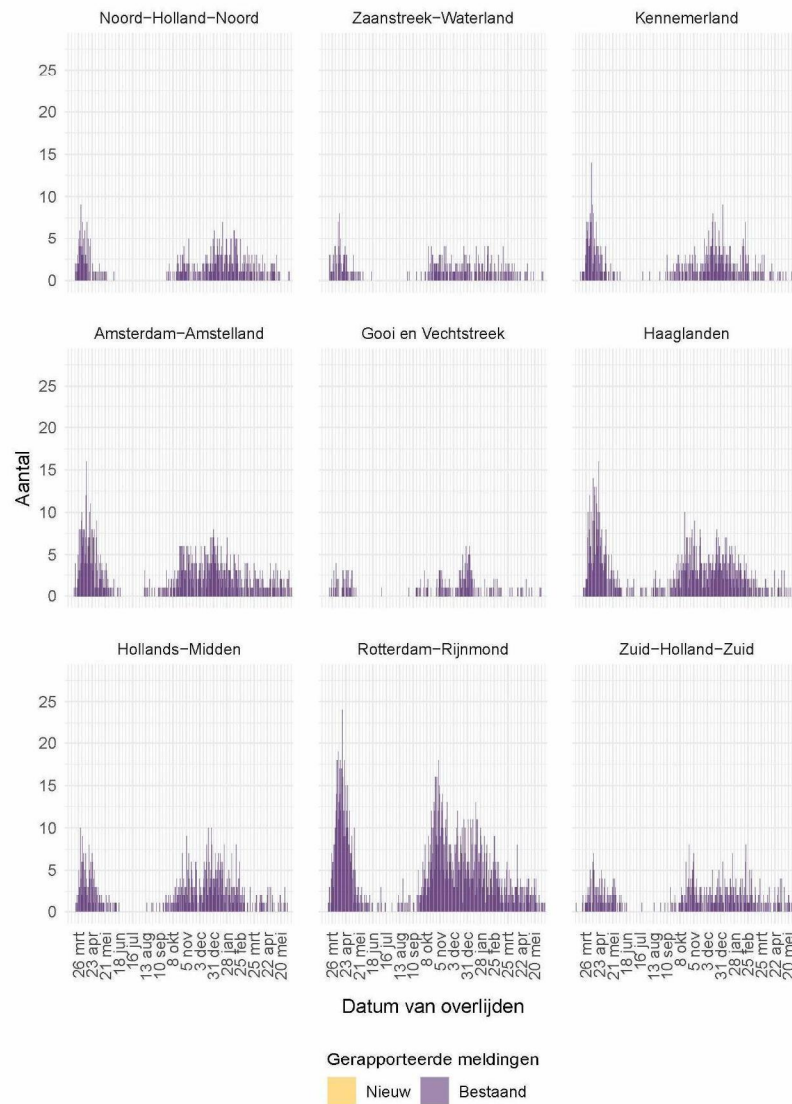 Noord-Holland-Noord Zaanstreek-Waterland Kennemerland
25
20
15
10
5
0
Amsterdam-Amstelland Gooi en Vechtstreek Haaglanden
25
20
15
10
5
0
Aantal
Hollands-Midden Rotterdam-Rijnmond Zuid-Holland-Zuid
25
20
15
10
5
0
26 mrt 23 apr 21 mei 18 jun 16 jul 13 aug 10 sep 8 okt 5 nov 3 dec 31 dec 28 jan 25 feb 25 mrt 22 apr 20 mei 26 mrt 23 apr 21 mei 18 jun 16 jul 13 aug 10 sep 8 okt 5 nov 3 dec 31 dec 28 jan 25 feb 25 mrt 22 apr 20 mei 26 mrt 23 apr 21 mei 18 jun 16 jul 13 aug 10 sep 8 okt 5 nov 3 dec 31 dec 28 jan 25 feb 25 mrt 22 apr 20 mei
Datum van overlijden
Gerapporteerde meldingen
Nieuw Bestaand